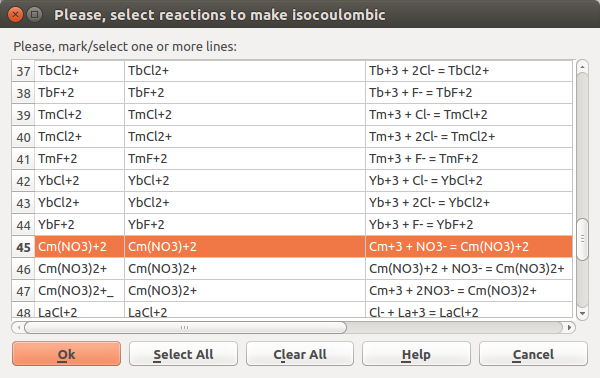 Please, select reactions to make isocoulombic
Please, mark/select one or more lines:
37 TbCl2+ TbCl2+ Tb+3 + 2Cl- = TbCl2+
38 TbF+2 TbF+2 Tb+3 + F- = TbF+2
39 TmCl+2 TmCl+2 Tm+3 + Cl- = TmCl+2
40 TmCl2+ TmCl2+ Tm+3 + 2Cl- = TmCl2+
41 TmF+2 TmF+2 Tm+3 + F- = TmF+2
42 YbCl+2 YbCl+2 Yb+3 + Cl- = YbCl+2
43 YbCl2+ YbCl2+ Yb+3 + 2Cl- = YbCl2+
44 YbF+2 YbF+2 Yb+3 + F- = YbF+2
45 Cm(NO3)+2 Cm(NO3)+2 Cm+3 + NO3- = Cm(NO3)+2
46 Cm(NO3)2+ Cm(NO3)2+ Cm(NO3)+2 + NO3- = Cm(NO3)2+
47 Cm(NO3)2+_ Cm(NO3)2+ Cm+3 + 2NO3- = Cm(NO3)2+
48 LaCl+2 LaCl+2 Cl- + La+3 = LaCl+2
Ok Select All Clear All Help Cancel